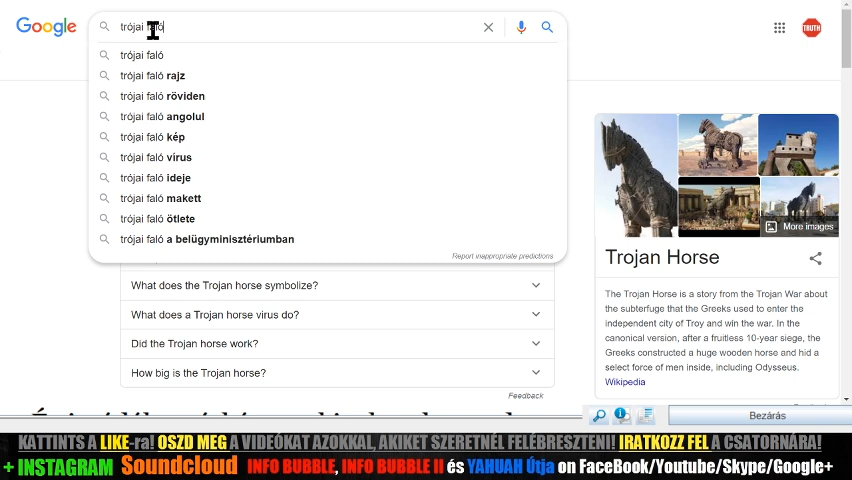 Google
trójai faló
TRUTH
trójai faló
trójai faló rajz
trójai faló röviden
trójai faló angolul
trójai faló kép
trójai faló vírus
trójai faló ideje
trójai faló makett
trójai faló ötlete
trójai faló a belügyminisztériumban
Report inappropriate predictions
What does the Trojan horse symbolize?
What does a Trojan horse virus do?
Did the Trojan horse work?
How big is the Trojan horse?
Feedback
More images
Trojan Horse
The Trojan Horse is a story from the Trojan War about
the subterfuge that the Greeks used to enter the
independent city of Troy and win the war. In the
canonical version, after a fruitless 10-year siege, the
Greeks constructed a huge wooden horse and hid a
select force of men inside, including Odysseus.
Wikipedia
Bezárás
KATTINTS A LIKE-ra! OSZD MEG A VIDEÓKAT AZOKKAL, AKIKET SZERETNÉL FELÉBRESZTENI! IRATKOZZ FEL A CSATORNÁRA!
+ INSTAGRAM Soundcloud INFO BUBBLE, INFO BUBBLE II és YAHUAH Útja on FaceBook/Youtube/Skype/Google+